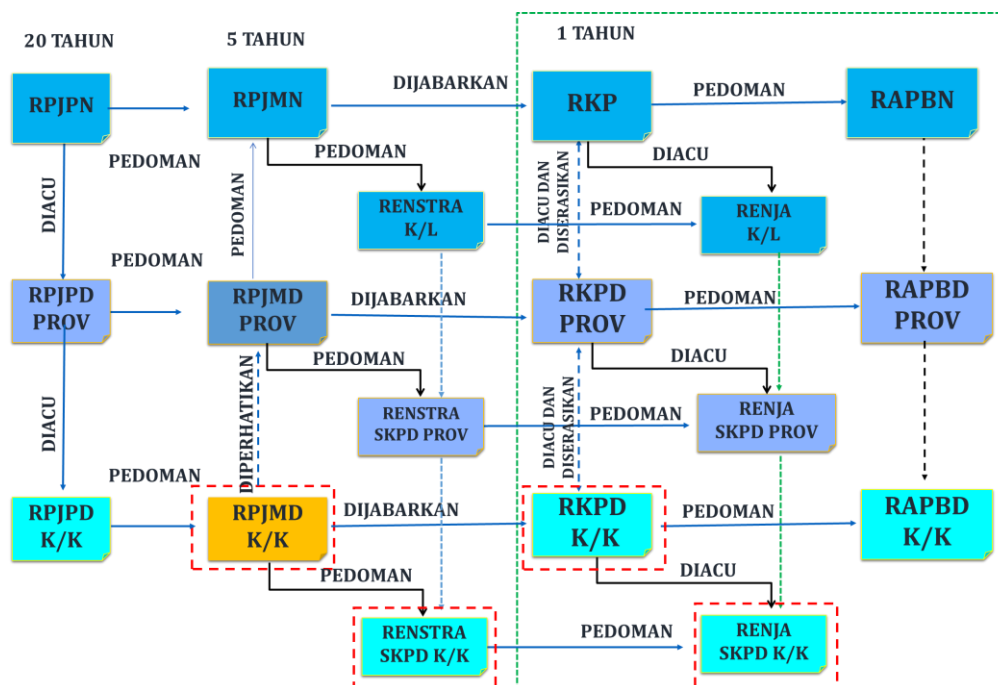 20 TAHUN
5 TAHUN
1 TAHUN
RPJPN
RPJMN
DIJABARKAN
RKP
PEDOMAN
RAPBN
PEDOMAN
PEDOMAN
DIACU
DIACU
PEDOMAN
DIACU DAN
DISERASIKAN
RENSTRA
K/L
PEDOMAN
RENJA
K/L
PEDOMAN
RPJPD
PROV
RPJMD
PROV
DIJABARKAN
RKPD
PROV
PEDOMAN
RAPBD
PROV
PEDOMAN
DIACU
DIACU
DIPERHATIKAN
DIACU DAN
DISERASIKAN
RENSTRA
SKPD PROV
PEDOMAN
RENJA
SKPD PROV
PEDOMAN
RPJPD
K/K
RPJMD
K/K
DIJABARKAN
RKPD
K/K
PEDOMAN
RAPBD
K/K
PEDOMAN
DIACU
RENSTRA
SKPD K/K
PEDOMAN
RENJA
SKPD K/K